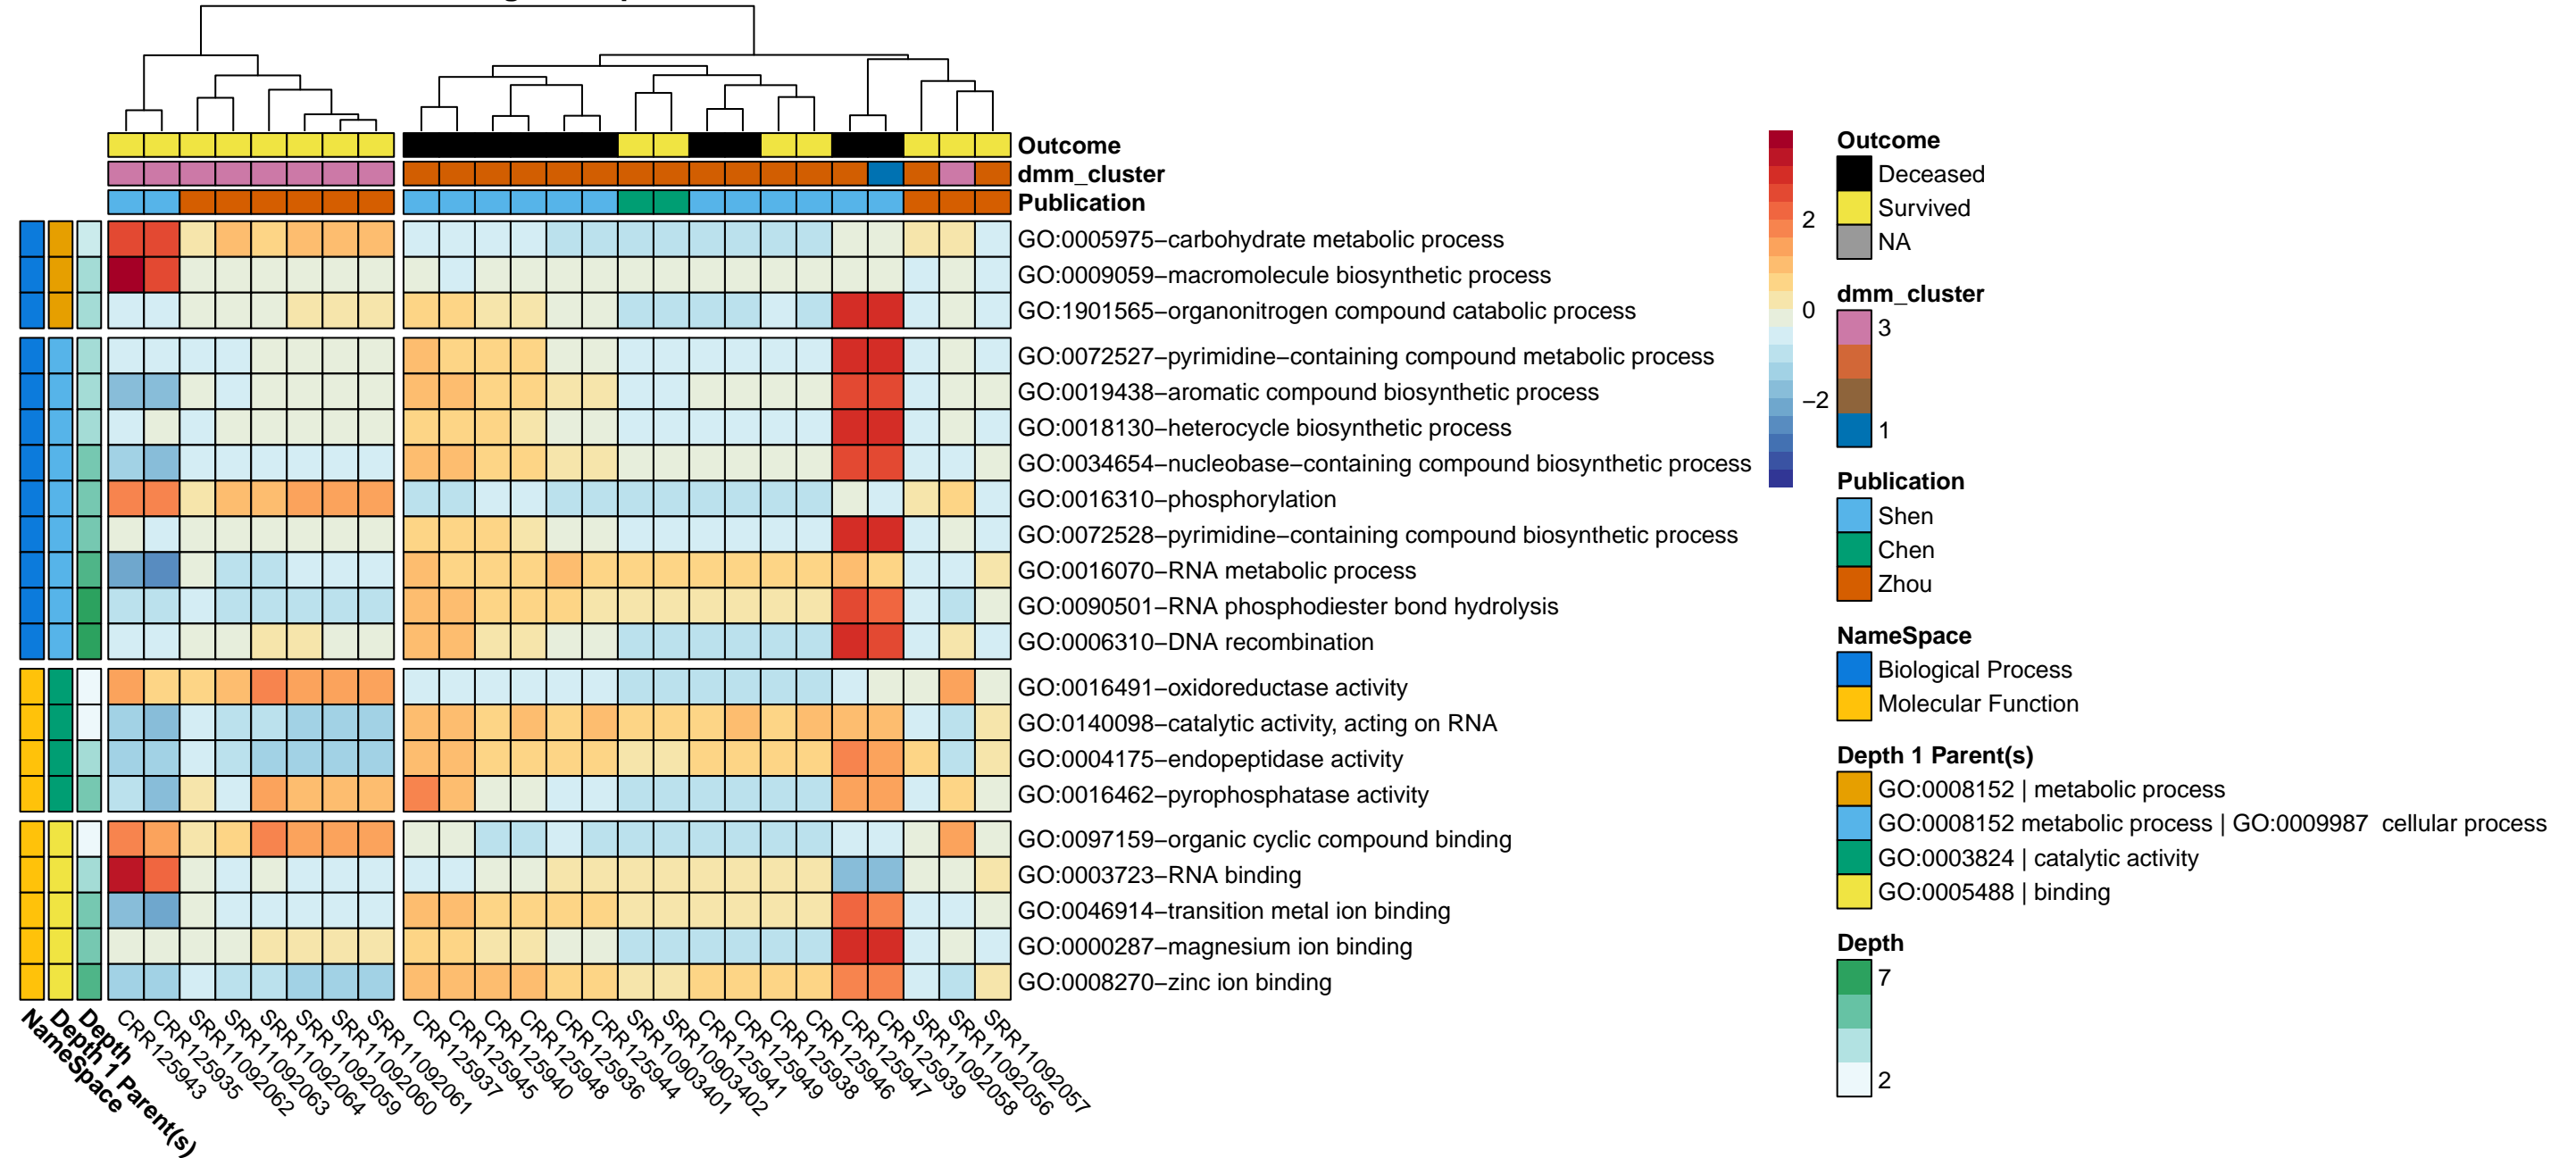 Outcome
dmm_cluster
Publication
GO:0005975−carbohydrate metabolic process
GO:0009059−macromolecule biosynthetic process
GO:1901565−organonitrogen compound catabolic process
GO:0072527−pyrimidine−containing compound metabolic process
GO:0019438−aromatic compound biosynthetic process
GO:0018130−heterocycle biosynthetic process
GO:0034654−nucleobase−containing compound biosynthetic process
GO:0016310−phosphorylation
GO:0072528−pyrimidine−containing compound biosynthetic process
GO:0016070−RNA metabolic process
GO:0090501−RNA phosphodiester bond hydrolysis
GO:0006310−DNA recombination
GO:0016491−oxidoreductase activity
GO:0140098−catalytic activity, acting on RNA
GO:0004175−endopeptidase activity
GO:0016462−pyrophosphatase activity
GO:0097159−organic cyclic compound binding
GO:0003723−RNA binding
GO:0046914−transition metal ion binding
GO:0000287−magnesium ion binding
GO:0008270−zinc ion binding
NameSpace
Depth 1 Parent(s)
Depth
CRR125943
CRR125935
SRR11092062
SRR11092063
SRR11092064
SRR11092059
SRR11092060
SRR11092061
CRR125937
CRR125945
CRR125940
CRR125948
CRR125936
CRR125944
SRR10903401
SRR10903402
CRR125941
CRR125949
CRR125938
CRR125946
CRR125947
CRR125939
SRR11092058
SRR11092056
SRR11092057
2
0
−2
Outcome
Deceased
Survived
NA
dmm_cluster
3
1
Publication
Shen
Chen
Zhou
NameSpace
Biological Process
Molecular Function
Depth 1 Parent(s)
GO:0008152 | metabolic process
GO:0008152 metabolic process | GO:0009987  cellular process
GO:0003824 | catalytic activity
GO:0005488 | binding
Depth
7
2